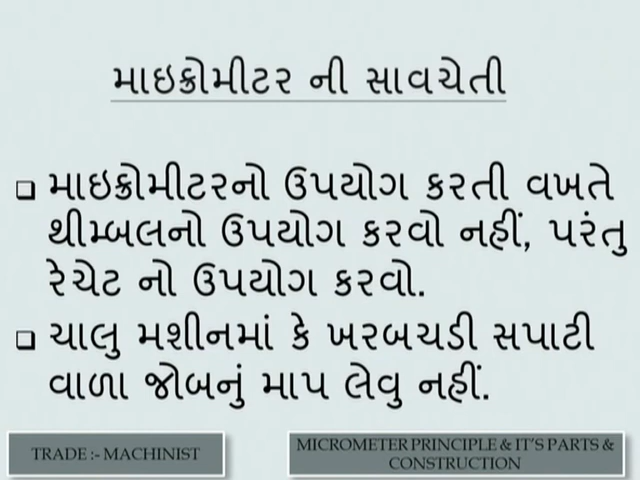 માઇક્રોમીટર ની સાવચેતી
માઇક્રોમીટરનો ઉપયોગ કરતી વખતે
થીમ્બલનો ઉપયોગ કરવો નહીં, પરંતુ
રેચેટ નો ઉપયોગ કરવો.
ચાલુ મશીનમાં કે ખરબચડી સપાટી
વાળા જોબનું માપ લેવુ નહીં.
TRADE :- MACHINIST
MICROMETER PRINCIPLE & IT'S PARTS &
CONSTRUCTION